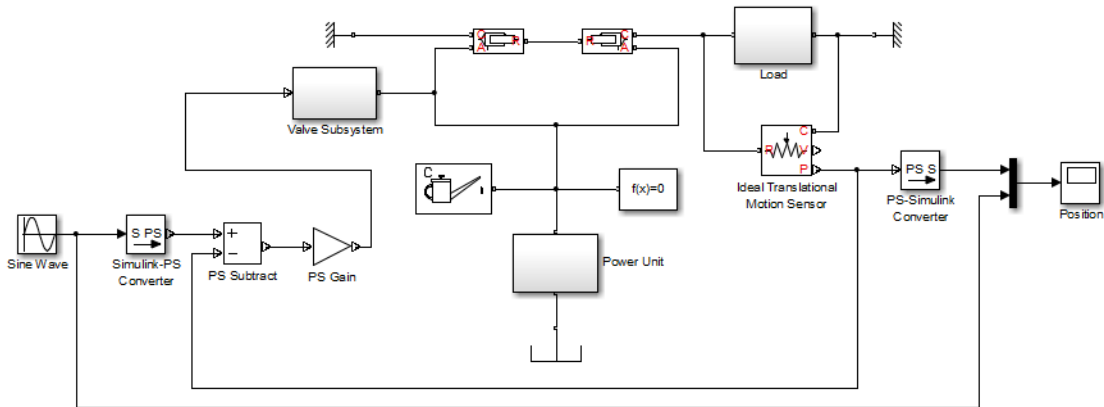 C
A
R
R
C
A
Load
Valve Subsystem
C
f(x)=0
R
C
V
P
Ideal Translational
Motion Sensor
PS S
PS-Simulink
Converter
Position
Sine Wave
S PS
Simulink-PS
Converter
+
−
PS Subtract
PS Gain
Power Unit